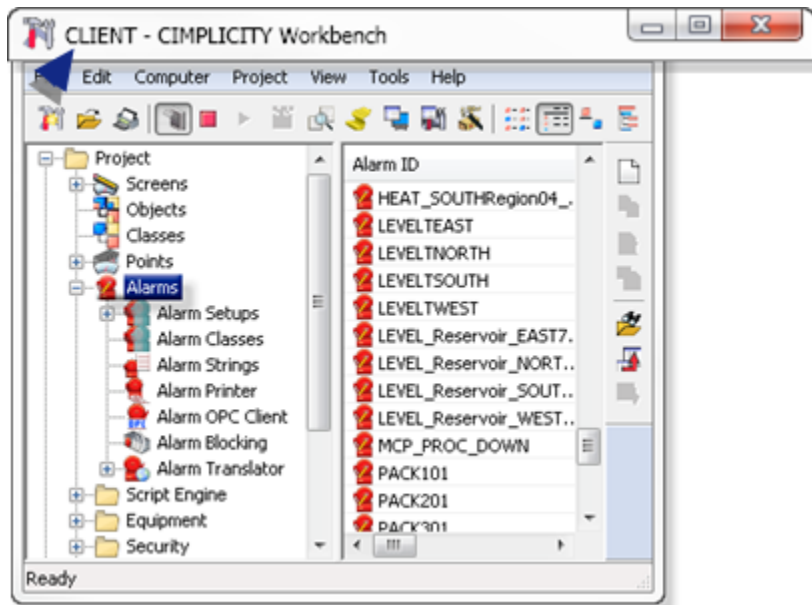 CLIENT - CIMPLICITY Workbench
Edit Computer Project View Tools Help
Project
Screens
Objects
Classes
Points
Alarms
Alarm Setups
Alarm Classes
Alarm Strings
Alarm Printer
Alarm OPC Client
OPC
Alarm Blocking
Alarm Translator
Script Engine
Equipment
Security
Alarm ID
HEAT_SOUTHRegion04_.
LEVELTEAST
LEVELTNORTH
LEVELTSOUTH
LEVELTWEST
LEVEL_Reservoir_EAST7.
LEVEL_Reservoir_NORT..
LEVEL_Reservoir_SOUT..
LEVEL_Reservoir_WEST..
MCP_PROC_DOWN
PACK101
PACK201
PACK301
Ready